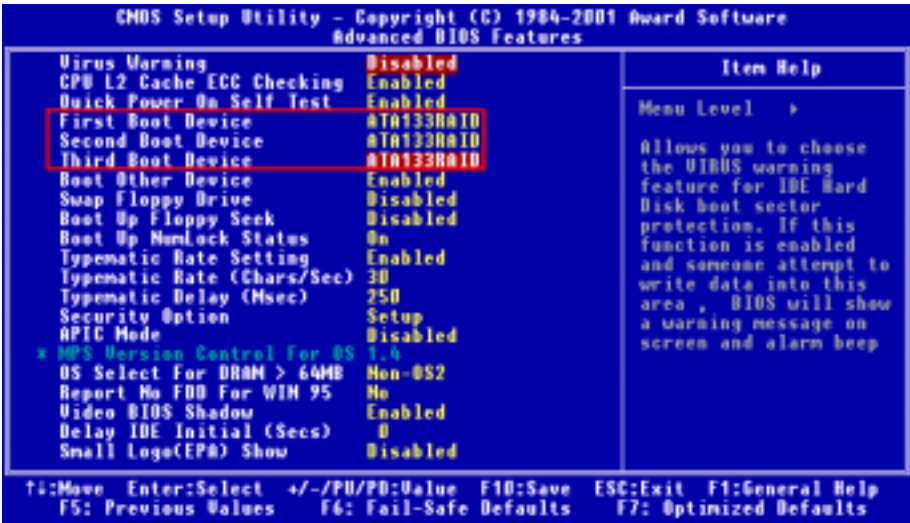 CMOS Setup Utility - Copyright (C) 1984-2001 Award Software
Advanced BIOS Features
Virus Warning Disabled
CPU L2 Cache ECC Checking Enabled
Quick Power On Self Test Enabled
First Boot Device ATA133RAID
Second Boot Device ATA133RAID
Third Boot Device ATA133RAID
Boot Other Device Enabled
Swap Floppy Drive Disabled
Boot Up Floppy Seek Disabled
Boot Up NumLock Status On
Typematic Rate Setting Enabled
Typematic Rate (Chars/Sec) 30
Typematic Delay (Msec) 250
Security Option Setup
APIC Mode Disabled
x MPS Version Control For OS 1.4
OS Select For DRAM > 64MB Non-OS2
Report No FDD For WIN 95 No
Video BIOS Shadow Enabled
Delay IDE Initial (Secs) 0
Small Logo(EPA) Show Disabled
Item Help
Menu Level ▸
Allows you to choose
the VIRUS warning
feature for IDE Hard
Disk boot sector
protection. If this
function is enabled
and someone attempt to
write data into this
area , BIOS will show
a warning message on
screen and alarm beep
↑↓:Move Enter:Select +/-/PU/PD:Value F10:Save ESC:Exit F1:General Help
F5: Previous Values F6: Fail-Safe Defaults F7: Optimized Defaults